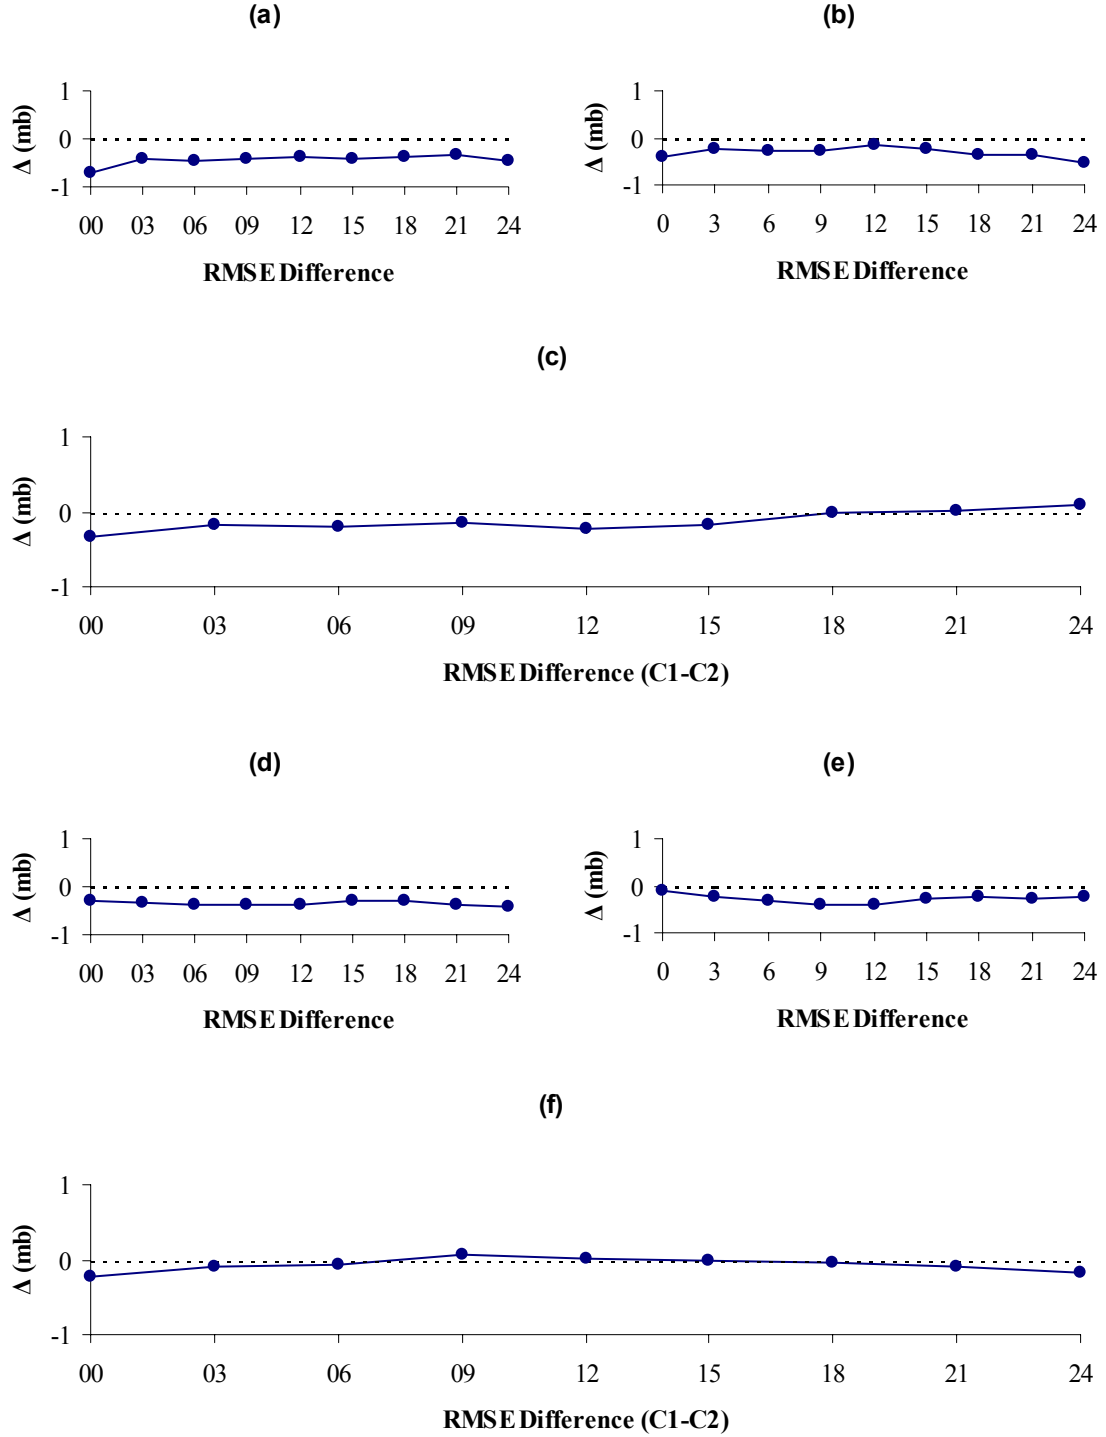 (a)
1
0
-1
Δ (mb)
00 03 06 09 12 15 18 21 24
RMSE Difference
(b)
1
0
-1
Δ (mb)
0 3 6 9 12 15 18 21 24
RMSE Difference
(c)
1
0
-1
Δ (mb)
00 03 06 09 12 15 18 21 24
RMSE Difference (C1-C2)
(d)
1
0
-1
Δ (mb)
00 03 06 09 12 15 18 21 24
RMSE Difference
(e)
1
0
-1
Δ (mb)
0 3 6 9 12 15 18 21 24
RMSE Difference
(f)
1
0
-1
Δ (mb)
00 03 06 09 12 15 18 21 24
RMSE Difference (C1-C2)